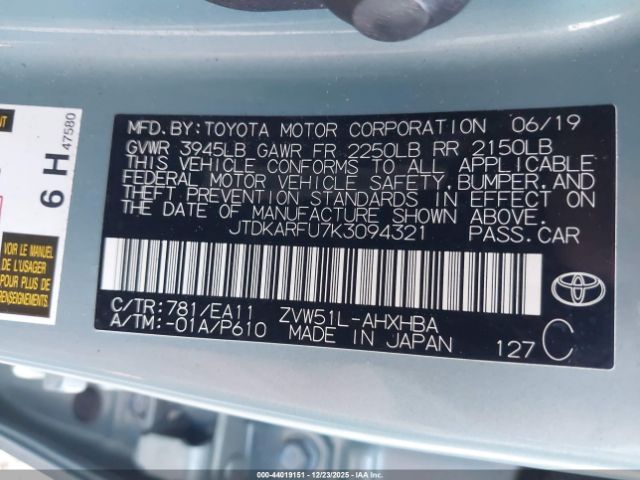 MFD.BY:TOYOTA MOTOR CORPORATION 06/19
GVWR 3945LB GAWR FR 2250LB RR 2150LB
THIS VEHICLE CONFORMS TO ALL APPLICABLE
FEDERAL MOTOR VEHICLE SAFETY,BUMPER,AND
THEFT PREVENTION STANDARDS IN EFFECT ON
THE DATE OF MANUFACTURE SHOWN ABOVE.
JTDKARFU7K3094321 PASS.CAR
C/TR:781/EA11 ZVW51L-AHXHBA
A/TM:-01A/P610 MADE IN JAPAN
127 C
6 H
47580
VOIR LE MANUEL
DE L'USAGER
POUR PLUS DE
RENSEIGNEMENTS
000-44019151 - 12/23/2025 - IAAI.COM